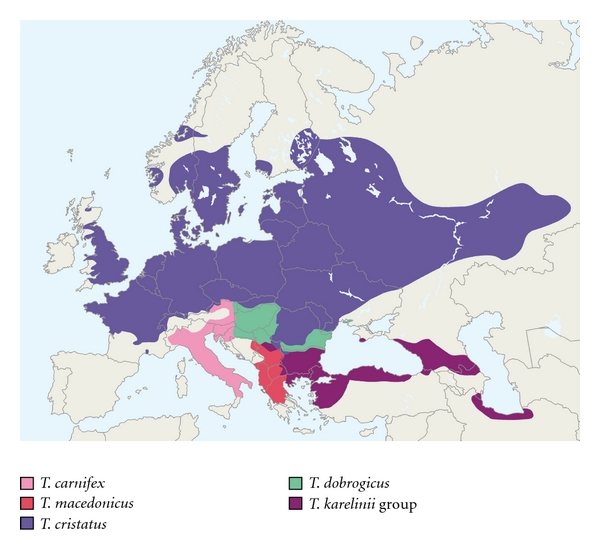 T. carnifex
T. macedonicus
T. cristatus
T. dobrogicus
T. karelinii group